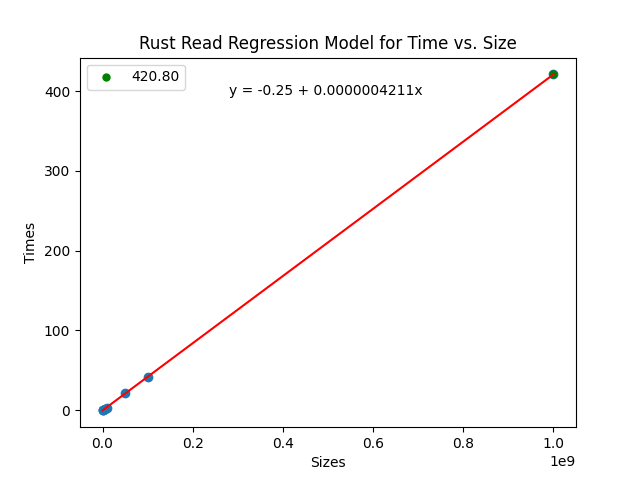 Rust Read Regression Model for Time vs. Size
420.80
y = -0.25 + 0.0000004211x
400
300
200
100
0
Times
0.0 0.2 0.4 0.6 0.8 1.0
1e9
Sizes